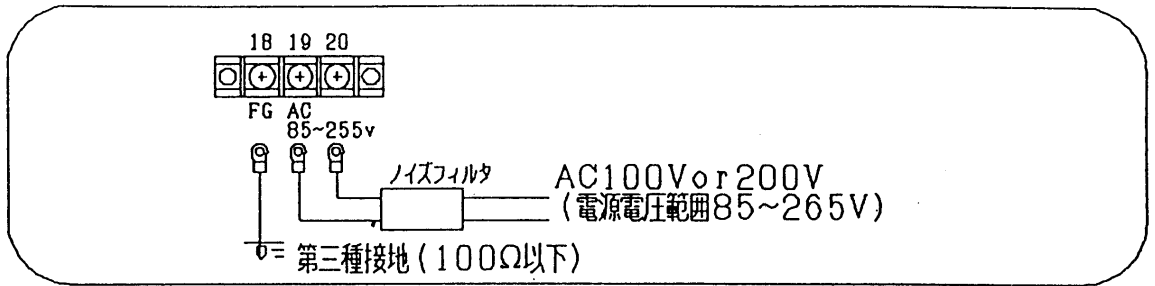 18 19 20
FG AC
85~255v
ノイズフィルタ
AC100Vor200V
(電源電圧範囲85~265V)
第三種接地(100Ω以下)